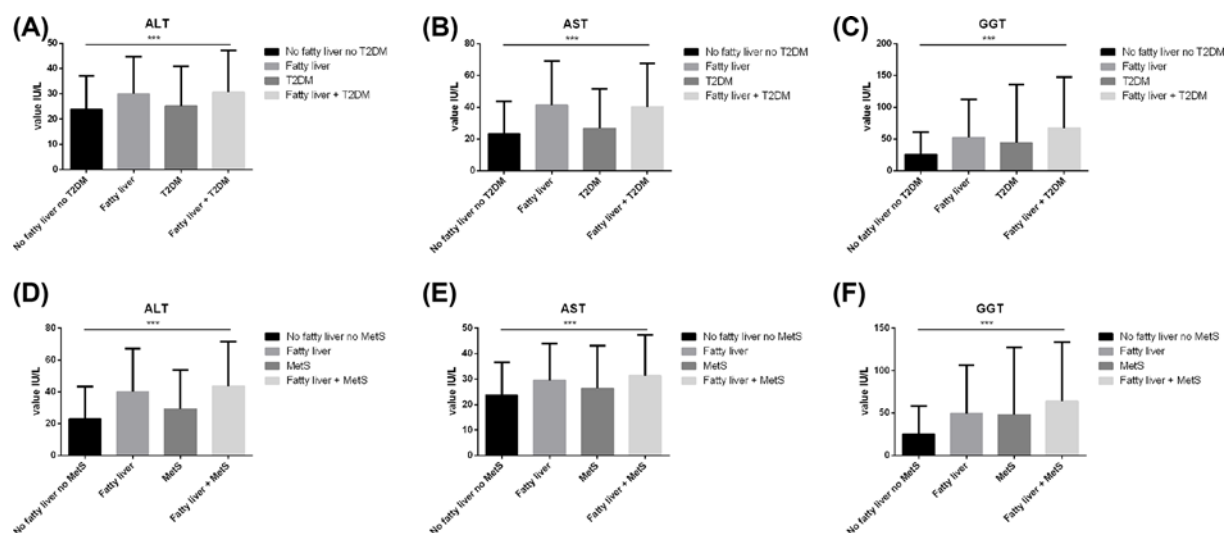 (A)
ALT
***
50
40
30
20
10
0
value IU/L
No fatty liver no T2DM
Fatty liver
T2DM
Fatty liver + T2DM
No fatty liver no T2DM
Fatty liver
T2DM
Fatty liver + T2DM
(B)
AST
***
80
60
40
20
0
value IU/L
No fatty liver no T2DM
Fatty liver
T2DM
Fatty liver + T2DM
No fatty liver no T2DM
Fatty liver
T2DM
Fatty liver + T2DM
(C)
GGT
***
200
150
100
50
0
value IU/L
No fatty liver no T2DM
Fatty liver
T2DM
Fatty liver + T2DM
No fatty liver no T2DM
Fatty liver
T2DM
Fatty liver + T2DM
(D)
ALT
***
80
60
40
20
0
value IU/L
No fatty liver no MetS
Fatty liver
MetS
Fatty liver + MetS
No fatty liver no MetS
Fatty liver
MetS
Fatty liver + MetS
(E)
AST
***
50
40
30
20
10
0
value IU/L
No fatty liver no MetS
Fatty liver
MetS
Fatty liver + MetS
No fatty liver no MetS
Fatty liver
MetS
Fatty liver + MetS
(F)
GGT
***
150
100
50
0
value IU/L
No fatty liver no MetS
Fatty liver
MetS
Fatty liver + MetS
No fatty liver no MetS
Fatty liver
MetS
Fatty liver + MetS